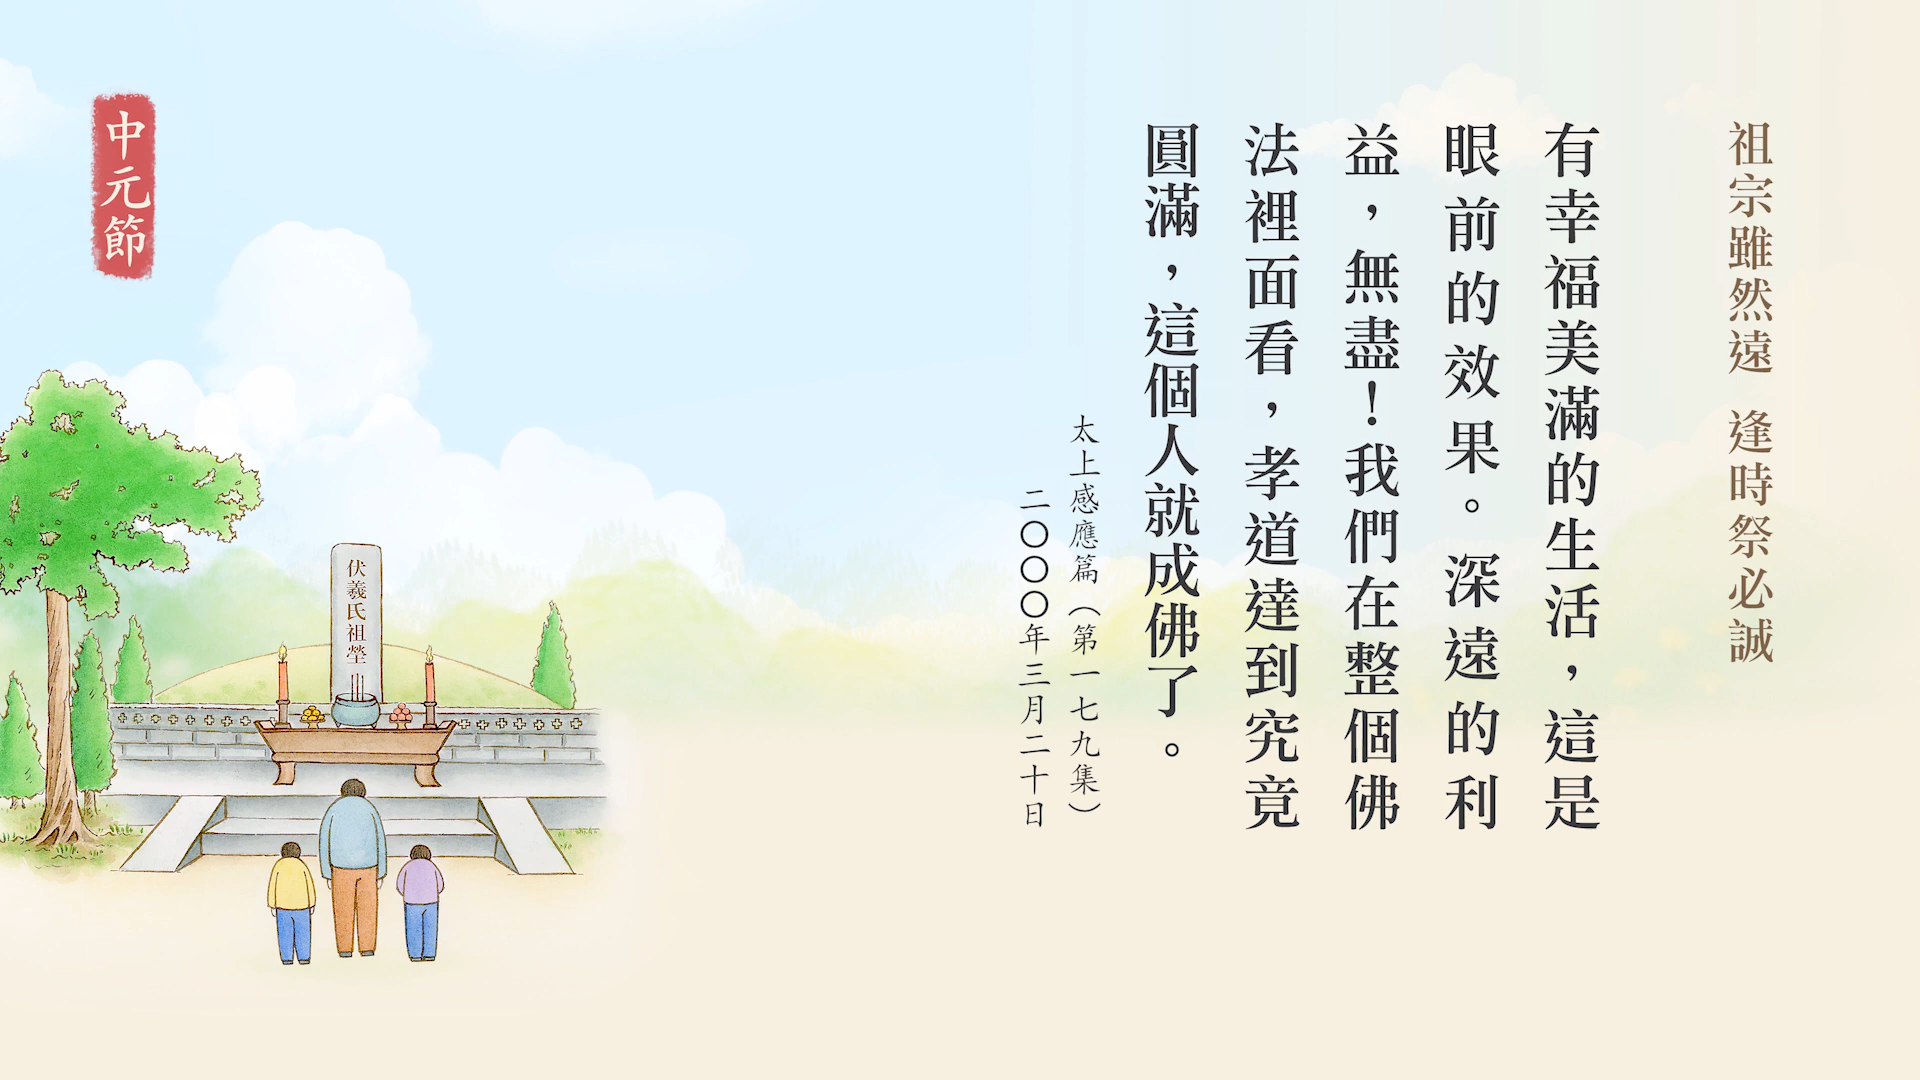 祖宗雖然遠 逢時祭必誠
有幸福美滿的生活，這是
眼前的效果。深遠的利
益，無盡！我們在整個佛
法裡面看，孝道達到究竟
圓滿，這個人就成佛了。
太上感應篇（第一七九集）
二〇〇〇年三月二十日
伏羲氏祖塋
中元節